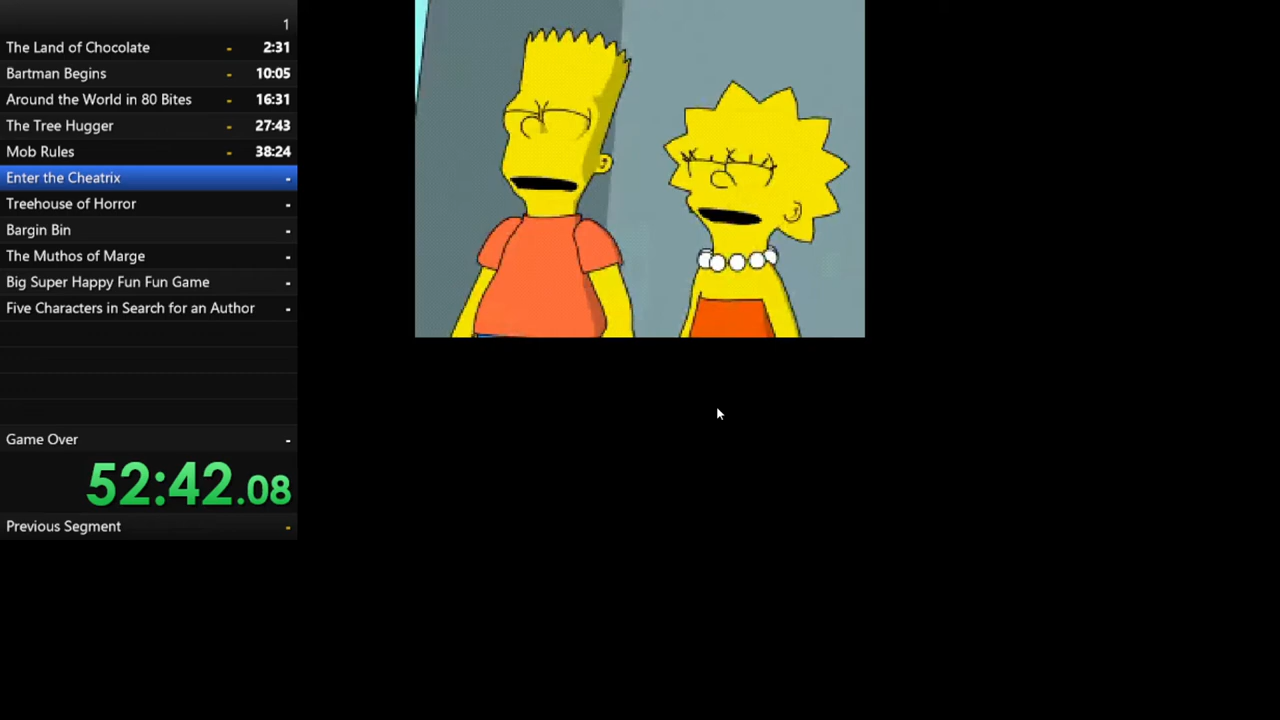 1
The Land of Chocolate - 2:31
Bartman Begins - 10:05
Around the World in 80 Bites - 16:31
The Tree Hugger - 27:43
Mob Rules - 38:24
Enter the Cheatrix -
Treehouse of Horror -
Bargin Bin -
The Muthos of Marge -
Big Super Happy Fun Fun Game -
Five Characters in Search for an Author -
Game Over -
52:42.08
Previous Segment -